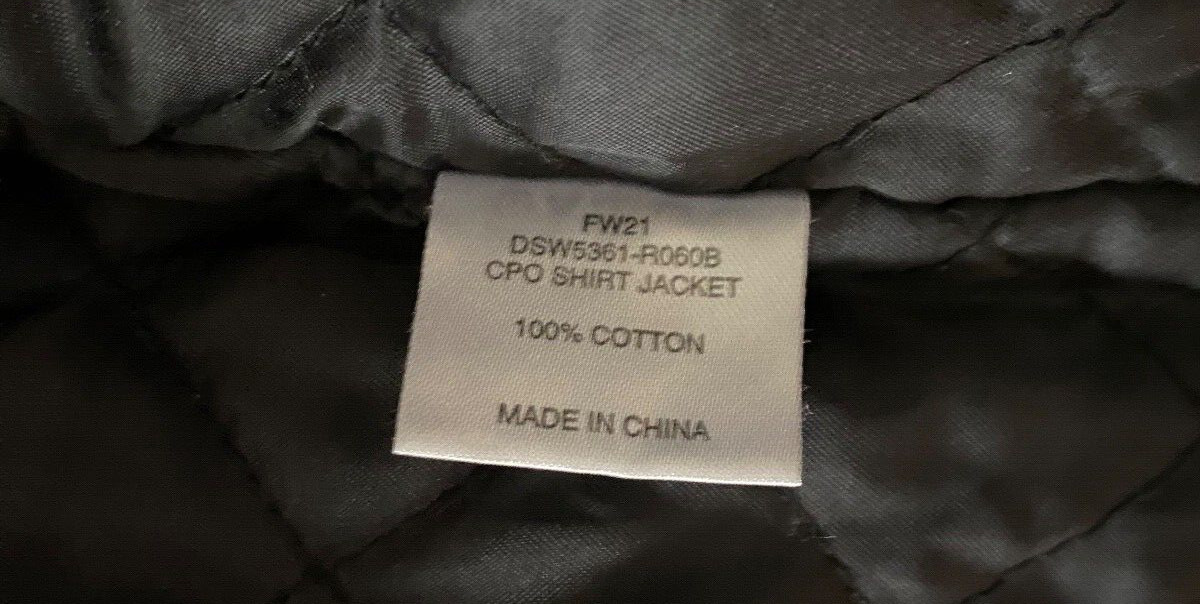 FW21
DSW5361-R060B
CPO SHIRT JACKET
100% COTTON
MADE IN CHINA